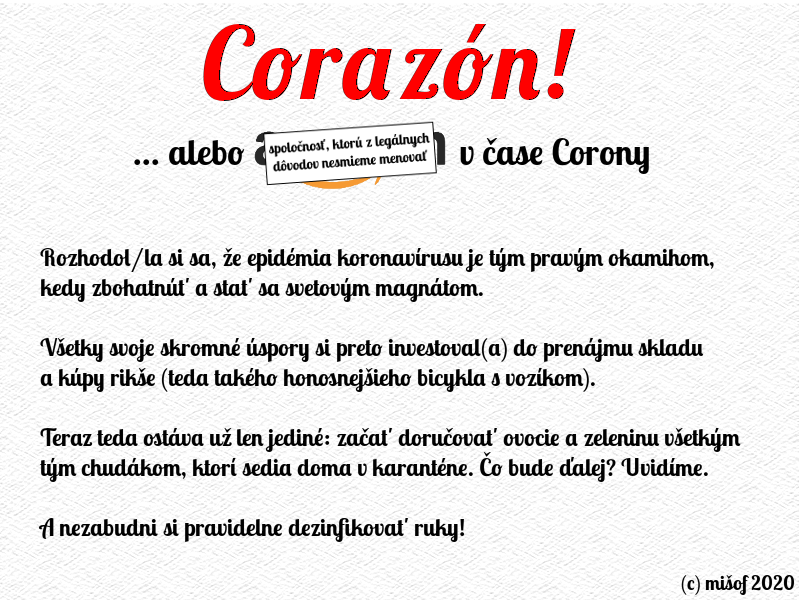 Corazón!
... alebo
spoločnosť, ktorú z legálnych
dôvodov nesmieme menovať
v čase Corony
Rozhodol/la si sa, že epidémia koronavírusu je tým pravým okamihom,
kedy zbohatnúť a stať sa svetovým magnátom.
Všetky svoje skromné úspory si preto investoval(a) do prenájmu skladu
a kúpy rikše (teda takého honosnejšieho bicykla s vozíkom).
Teraz teda ostáva už len jediné: začať doručovať ovocie a zeleninu všetkým
tým chudákom, ktorí sedia doma v karanténe. Čo bude ďalej? Uvidíme.
A nezabudni si pravidelne dezinfikovať ruky!
(c) mišof 2020